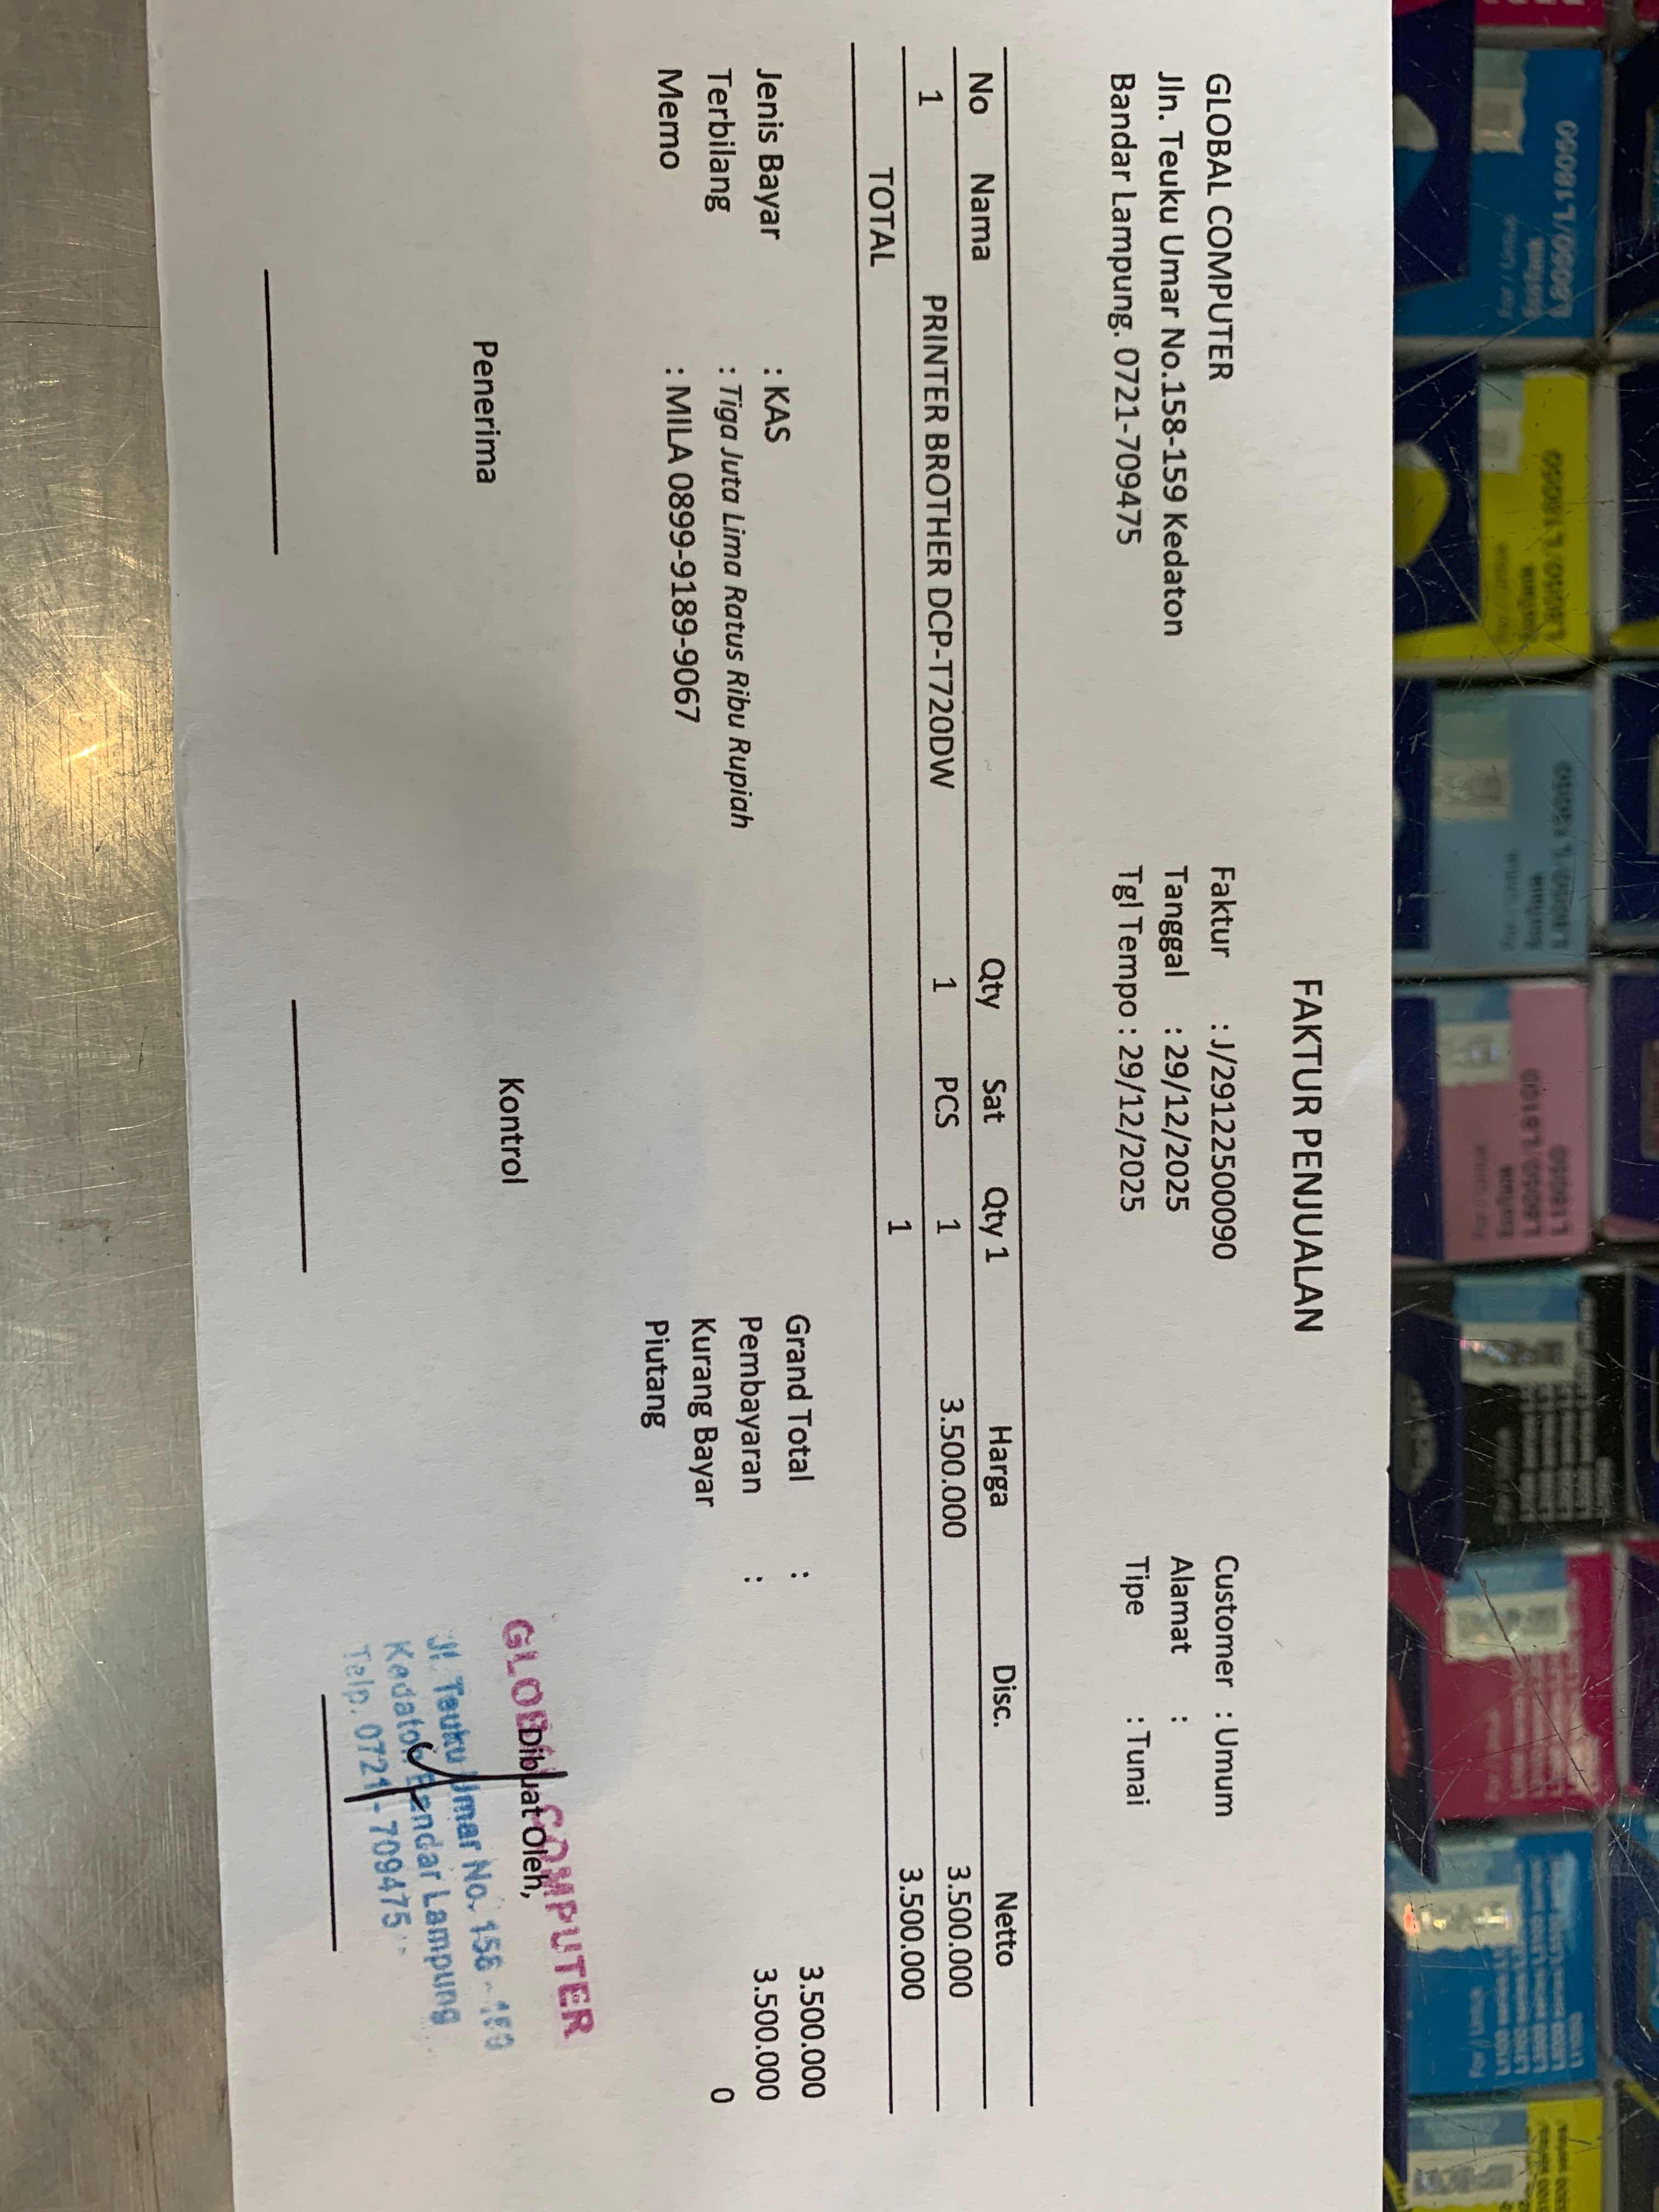 FAKTUR PENJUALAN
GLOBAL COMPUTER
Jln. Teuku Umar No.158-159 Kedaton
Bandar Lampung. 0721-709475
Faktur : J/29122500090
Tanggal : 29/12/2025
Tgl Tempo : 29/12/2025
Customer : Umum
Alamat :
Tipe : Tunai
No Nama Qty Sat Qty 1 Harga Disc. Netto
1 PRINTER BROTHER DCP-T720DW 1 PCS 1 3.500.000 3.500.000
TOTAL 1 3.500.000
Jenis Bayar : KAS
Terbilang : Tiga Juta Lima Ratus Ribu Rupiah
Memo : MILA 0899-9189-9067
Grand Total : 3.500.000
Pembayaran : 3.500.000
Kurang Bayar 0
Piutang
Penerima
Kontrol
Dibuat Oleh,
GLOBAL COMPUTER
Jl. Teuku Umar No. 158 -
Kedaton Bandar Lampung
Telp. 0721 - 709475